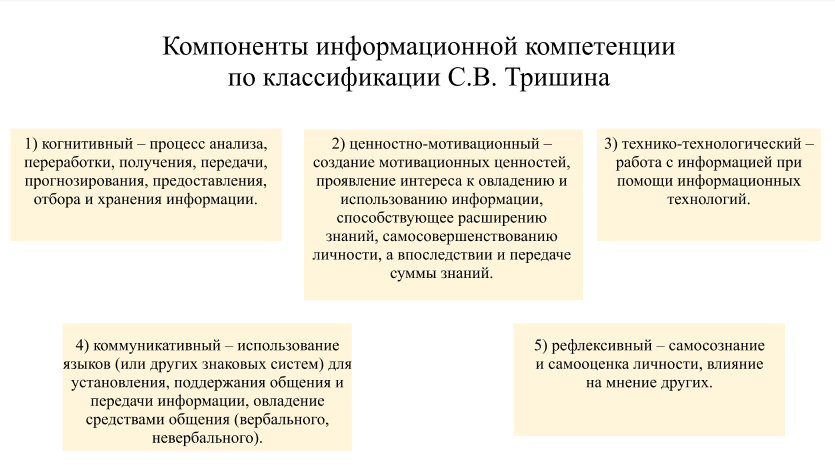 Компоненты информационной компетенции
по классификации С.В. Тришина
1) когнитивный – процесс анализа,
переработки, получения, передачи,
прогнозирования, предоставления,
отбора и хранения информации.
2) ценностно-мотивационный –
создание мотивационных ценностей,
проявление интереса к овладению и
использованию информации,
способствующее расширению
знаний, самосовершенствованию
личности, а впоследствии и передаче
суммы знаний.
3) технико-технологический –
работа с информацией при
помощи информационных
технологий.
4) коммуникативный – использование
языков (или других знаковых систем) для
установления, поддержания общения и
передачи информации, овладение
средствами общения (вербального,
невербального).
5) рефлексивный – самосознание
и самооценка личности, влияние
на мнение других.